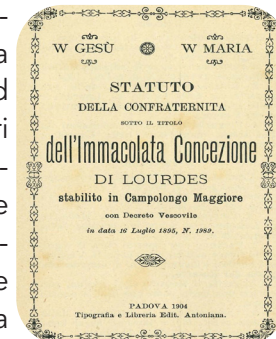 W GESÙ W MARIA
STATUTO
DELLA CONFRATERNITA
SOTTO IL TITOLO
dell'Immacolata Concezione
DI LOURDES
stabilito in Campolongo Maggiore
con Decreto Vescovile
in data 16 Luglio 1895, N. 1989.
PADOVA 1904
Tipografia e Libreria Edit. Antoniana.